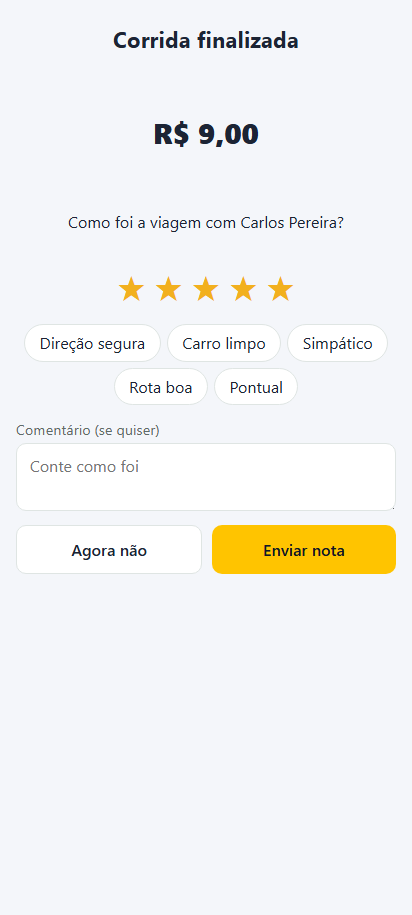 Corrida finalizada
R$ 9,00
Como foi a viagem com Carlos Pereira?
Direção segura
Carro limpo
Simpático
Rota boa
Pontual
Comentário (se quiser)
Conte como foi
Agora não
Enviar nota